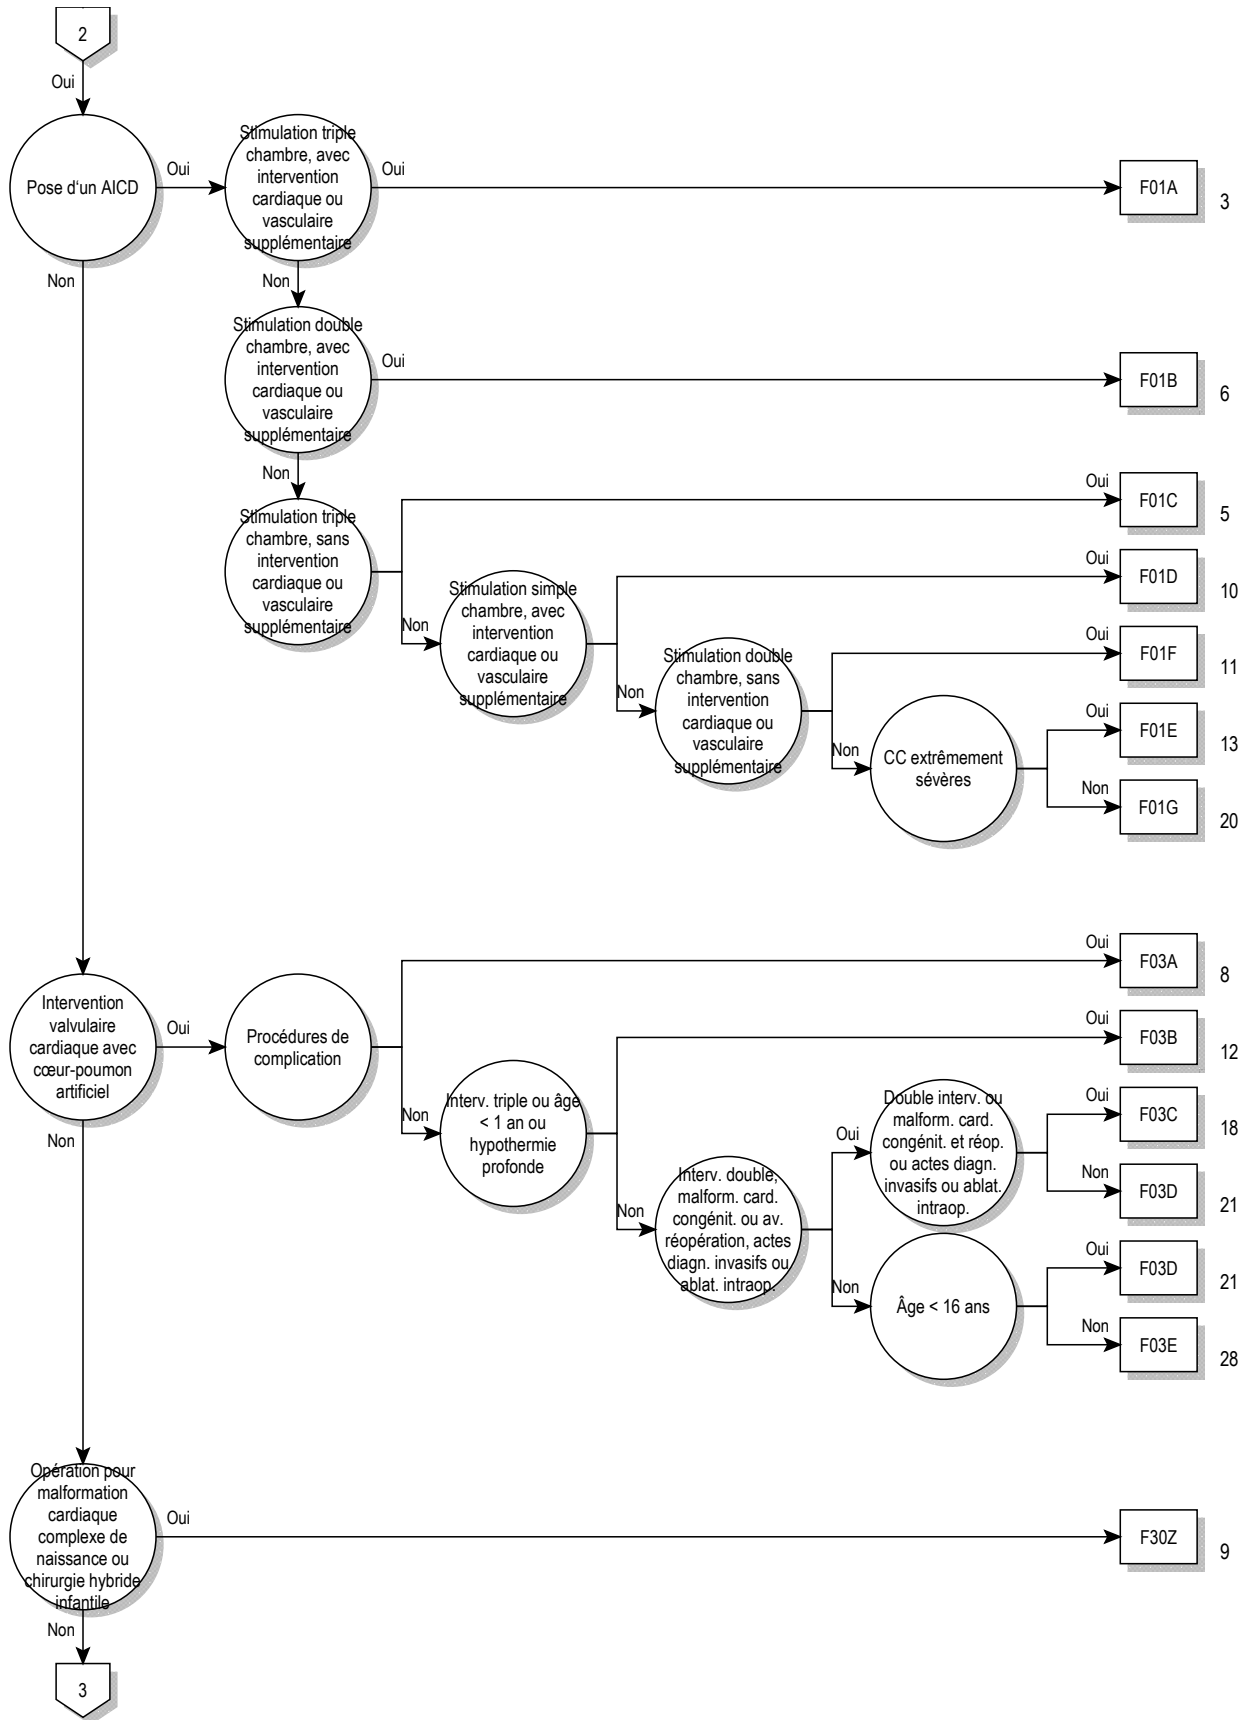 2
Oui
Pose d'un AICD
Oui
Stimulation triple
chambre, avec
intervention
cardiaque ou
vasculaire
supplémentaire
Oui
F01A
3
Non
Non
Stimulation double
chambre, avec
intervention
cardiaque ou
vasculaire
supplémentaire
Oui
F01B
6
Non
Stimulation triple
chambre, sans
intervention
cardiaque ou
vasculaire
supplémentaire
Oui
F01C
5
Non
Stimulation simple
chambre, avec
intervention
cardiaque ou
vasculaire
supplémentaire
Oui
F01D
10
Non
Stimulation double
chambre, sans
intervention
cardiaque ou
vasculaire
supplémentaire
Oui
F01F
11
Non
CC extrêmement
sévères
Oui
F01E
13
Non
F01G
20
Intervention
valvulaire
cardiaque avec
cœur-poumon
artificiel
Oui
Procédures de
complication
Oui
F03A
8
Non
Interv. triple ou âge
< 1 an ou
hypothermie
profonde
Oui
F03B
12
Non
Interv. double,
malform. card.
congénit. ou av.
réopération, actes
diagn. invasifs ou
ablat. intraop.
Oui
Double interv. ou
malform. card.
congénit. et réop.
ou actes diagn.
invasifs ou ablat.
intraop.
Oui
F03C
18
Non
F03D
21
Non
Âge < 16 ans
Oui
F03D
21
Non
F03E
28
Non
Opération pour
malformation
cardiaque
complexe de
naissance ou
chirurgie hybride
infantile
Oui
F30Z
9
Non
3